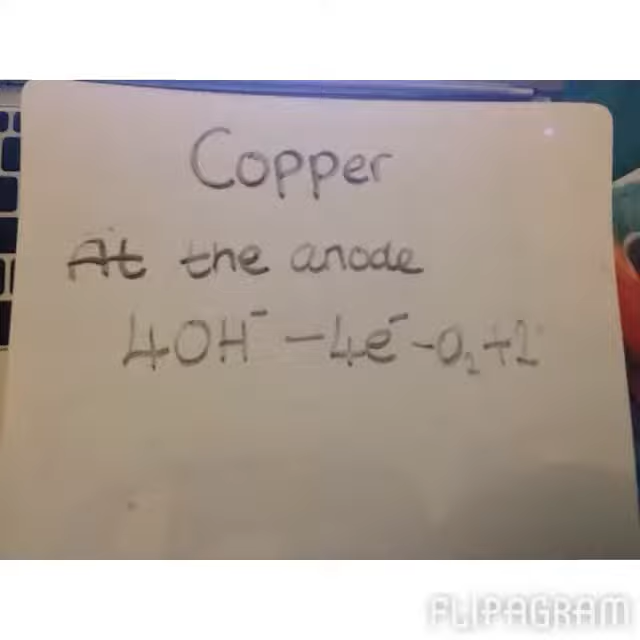 Copper
At the anode
4OH⁻ – 4e⁻ - O₂ + 2
FLIPAGRAM